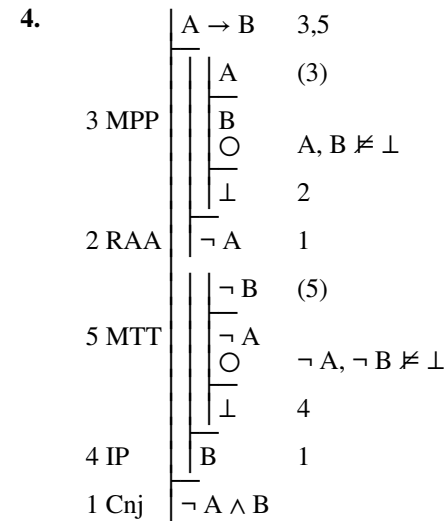 4. A → B 3,5
A (3)
3 MPP B
○ A, B ⊭ ⊥
⊥ 2
2 RAA ¬ A 1
¬ B (5)
5 MTT ¬ A
○ ¬ A, ¬ B ⊭ ⊥
⊥ 4
4 IP B 1
1 Cnj ¬ A ∧ B